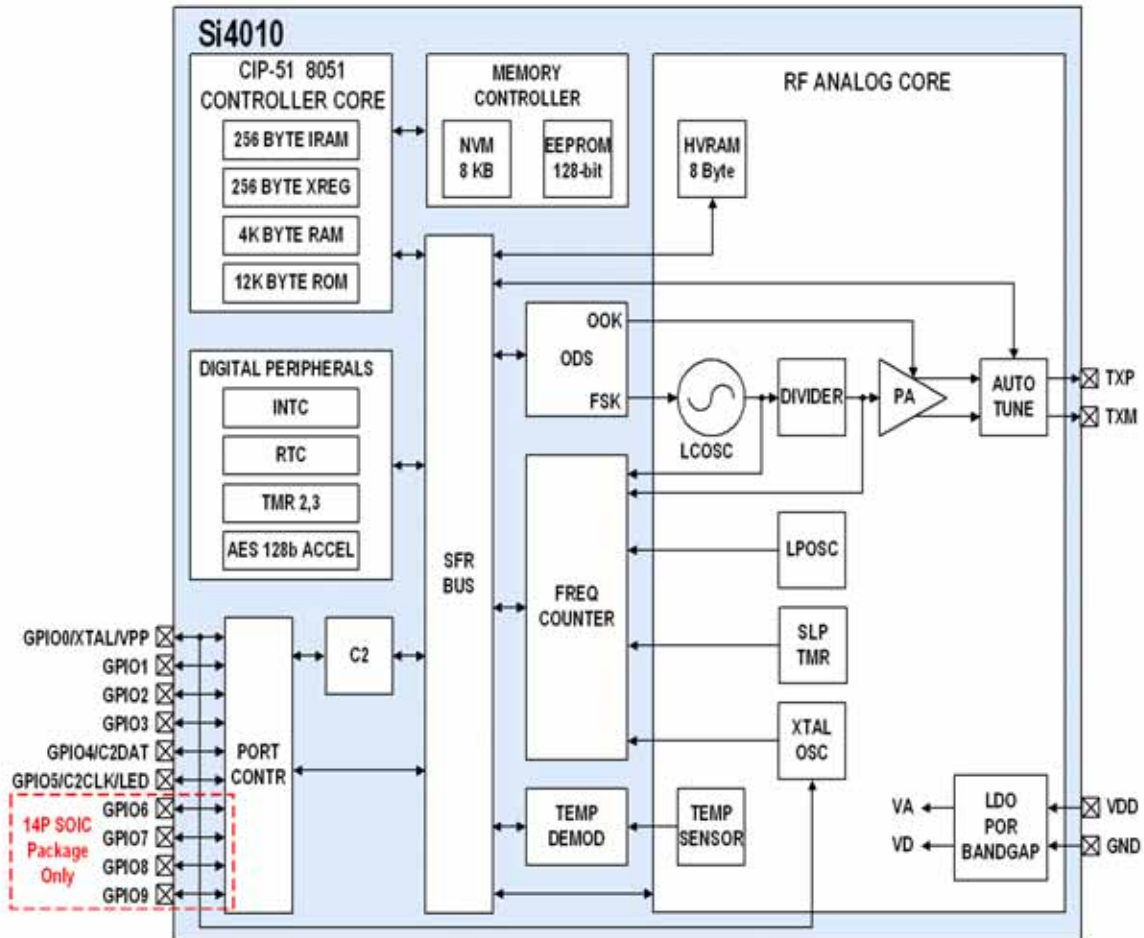 Si4010
CIP-51 8051
CONTROLLER CORE
256 BYTE IRAM
256 BYTE XREG
4K BYTE RAM
12K BYTE ROM
MEMORY
CONTROLLER
NVM
8 KB
EEPROM
128-bit
RF ANALOG CORE
HVRAM
8 Byte
DIGITAL PERIPHERALS
INTC
RTC
TMR 2,3
AES 128b ACCEL
SFR
BUS
OOK
ODS
FSK
LCOSC
DIVIDER
PA
AUTO
TUNE
TXP
TXM
FREQ
COUNTER
LPOSC
SLP
TMR
XTAL
OSC
GPIO0/XTAL/VPP
GPIO1
GPIO2
GPIO3
GPIO4/C2DAT
GPIO5/C2CLK/LED
GPIO6
GPIO7
GPIO8
GPIO9
14P SOIC
Package
Only
PORT
CONTR
C2
TEMP
DEMOD
TEMP
SENSOR
VA
VD
LDO
POR
BANDGAP
VDD
GND